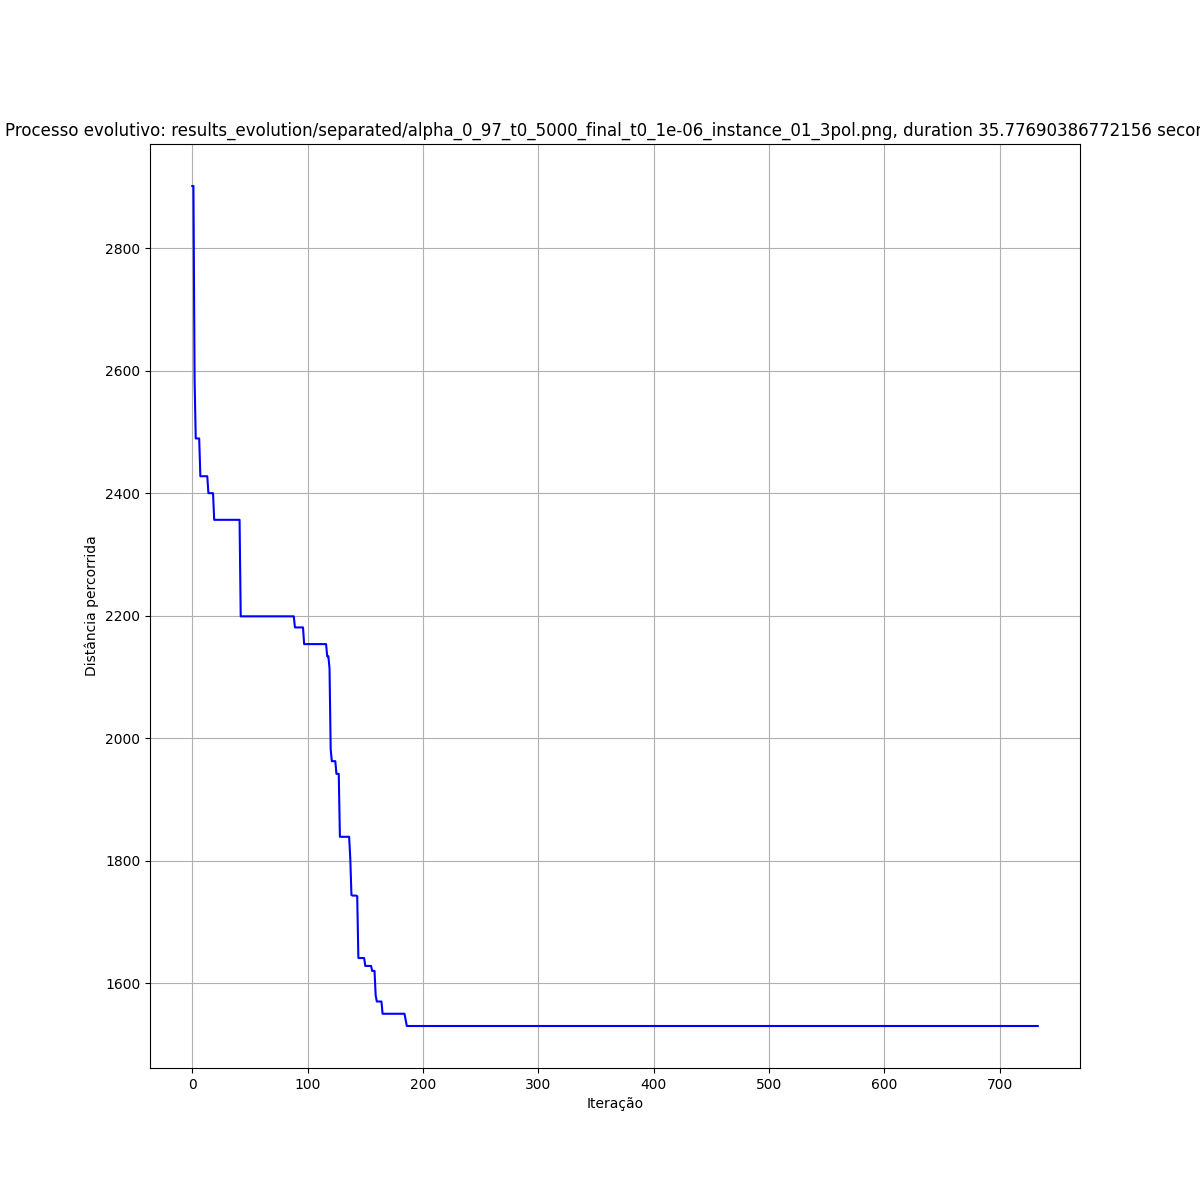 Processo evolutivo: results_evolution/separated/alpha_0_97_t0_5000_final_t0_1e-06_instance_01_3pol.png, duration 35.77690386772156 secon
2800
2600
2400
2200
2000
1800
1600
Distância percorrida
0 100 200 300 400 500 600 700
Iteração